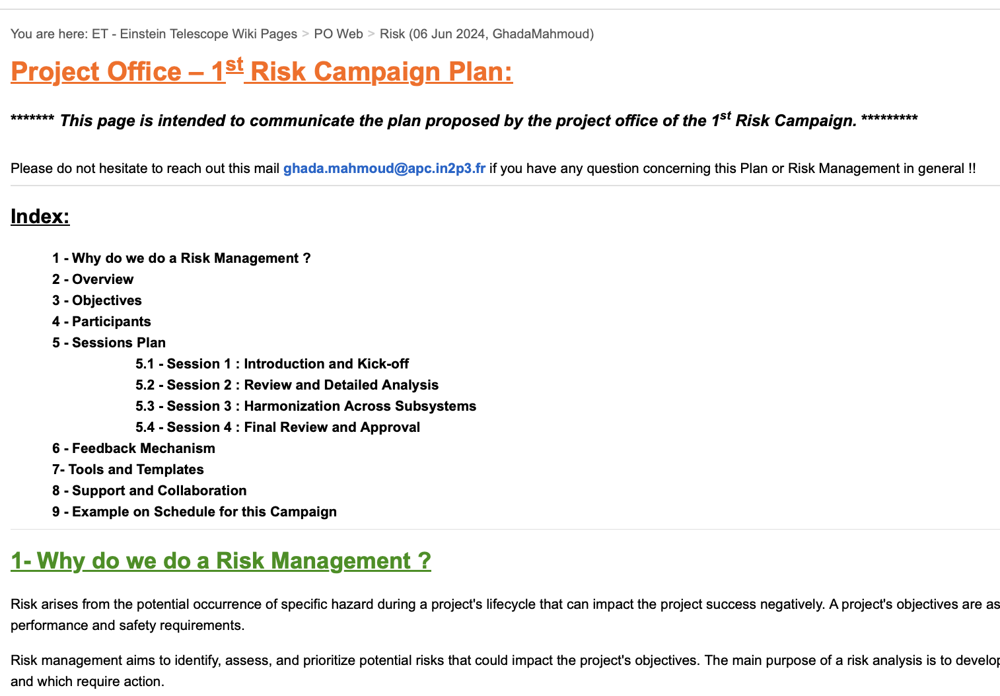 You are here: ET - Einstein Telescope Wiki Pages > PO Web > Risk (06 Jun 2024, GhadaMahmoud)
Project Office – 1st Risk Campaign Plan:
******* This page is intended to communicate the plan proposed by the project office of the 1st Risk Campaign. *********
Please do not hesitate to reach out this mail ghada.mahmoud@apc.in2p3.fr if you have any question concerning this Plan or Risk Management in general !!
Index:
1 - Why do we do a Risk Management ?
2 - Overview
3 - Objectives
4 - Participants
5 - Sessions Plan
5.1 - Session 1 : Introduction and Kick-off
5.2 - Session 2 : Review and Detailed Analysis
5.3 - Session 3 : Harmonization Across Subsystems
5.4 - Session 4 : Final Review and Approval
6 - Feedback Mechanism
7- Tools and Templates
8 - Support and Collaboration
9 - Example on Schedule for this Campaign
1- Why do we do a Risk Management ?
Risk arises from the potential occurrence of specific hazard during a project's lifecycle that can impact the project success negatively. A project's objectives are as
performance and safety requirements.
Risk management aims to identify, assess, and prioritize potential risks that could impact the project's objectives. The main purpose of a risk analysis is to develop
and which require action.